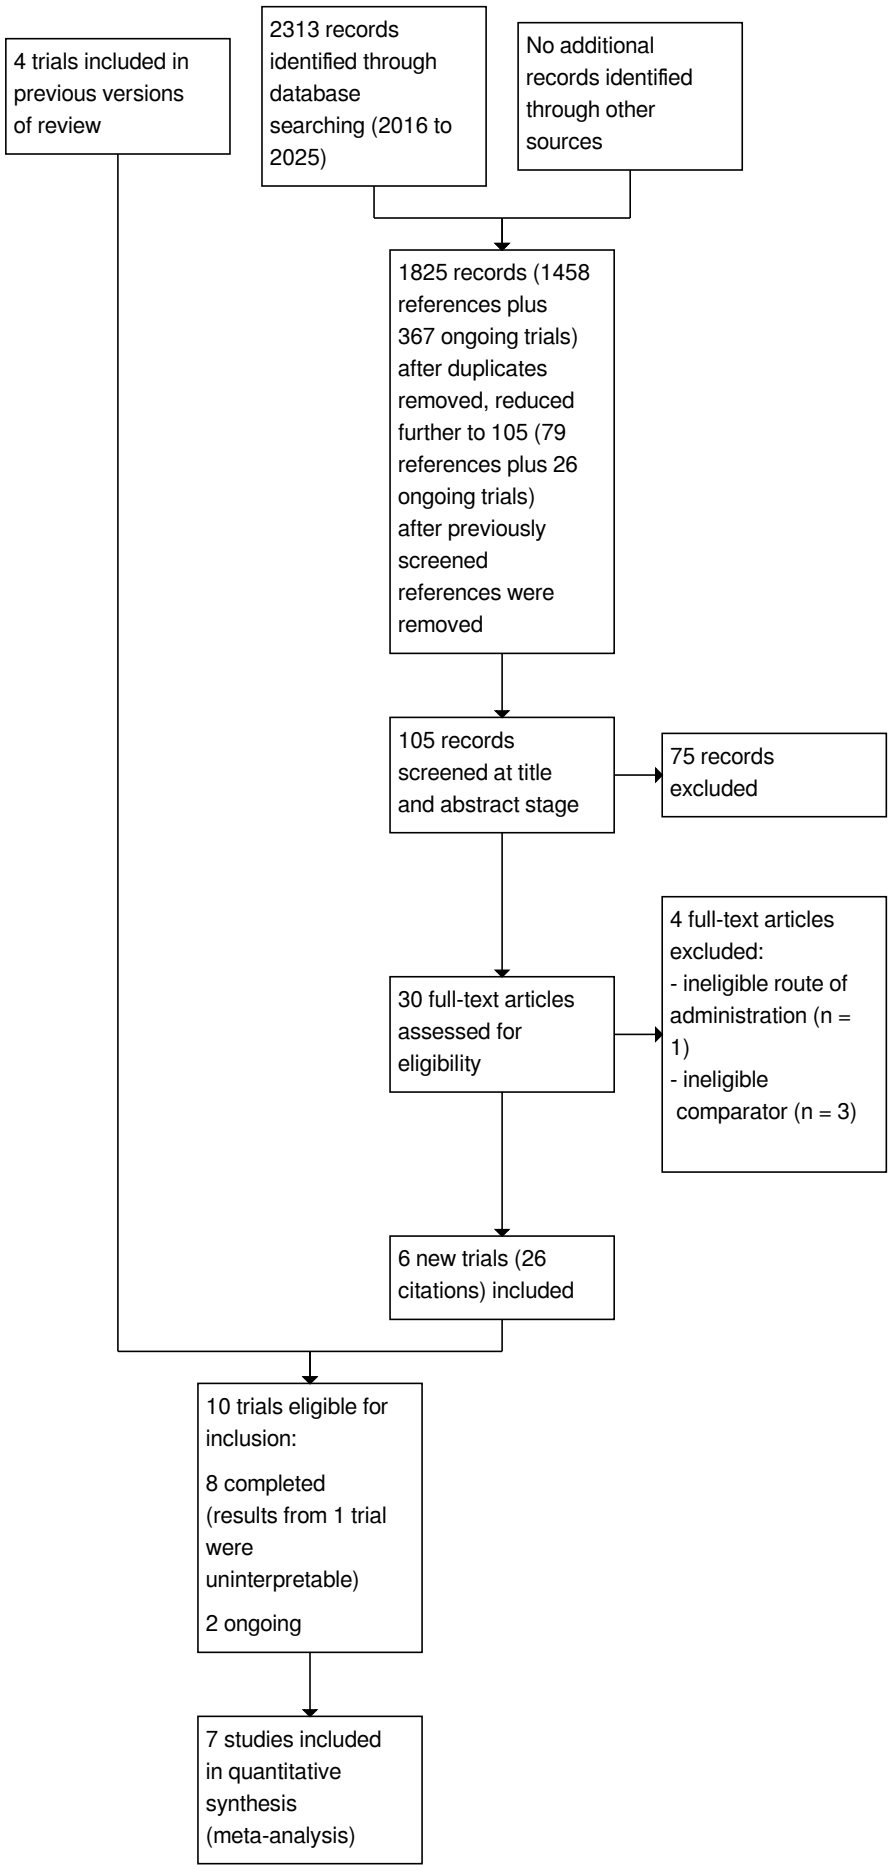 4 trials included in
previous versions
of review
2313 records
identified through
database
searching (2016 to
2025)
No additional
records identified
through other
sources
1825 records (1458
references plus
367 ongoing trials)
after duplicates
removed, reduced
further to 105 (79
references plus 26
ongoing trials)
after previously
screened
references were
removed
105 records
screened at title
and abstract stage
75 records
excluded
30 full-text articles
assessed for
eligibility
4 full-text articles
excluded:
- ineligible route of
administration (n =
1)
- ineligible
comparator (n = 3)
6 new trials (26
citations) included
10 trials eligible for
inclusion:
8 completed
(results from 1 trial
were
uninterpretable)
2 ongoing
7 studies included
in quantitative
synthesis
(meta-analysis)